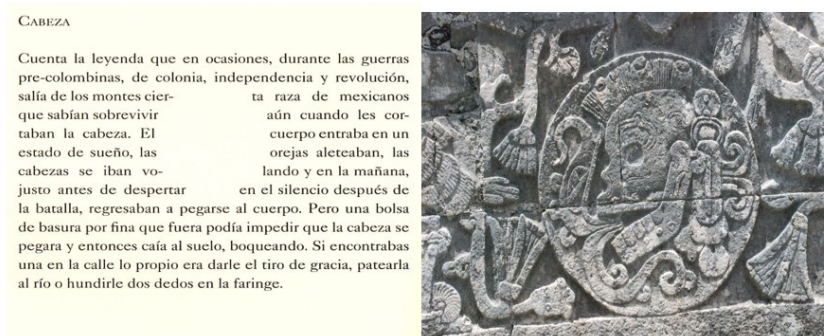 CABEZA
Cuenta la leyenda que en ocasiones, durante las guerras
pre-colombinas, de colonia, independencia y revolución,
salía de los montes cier- ta raza de mexicanos
que sabían sobrevivir aún cuando les cor-
taban la cabeza. El cuerpo entraba en un
estado de sueño, las orejas aleteaban, las
cabezas se iban vo- lando y en la mañana,
justo antes de despertar en el silencio después de
la batalla, regresaban a pegarse al cuerpo. Pero una bolsa
de basura por fina que fuera podía impedir que la cabeza se
pegara y entonces caía al suelo, boqueando. Si encontrabas
una en la calle lo propio era darle el tiro de gracia, patearla
al río o hundirle dos dedos en la faringe.